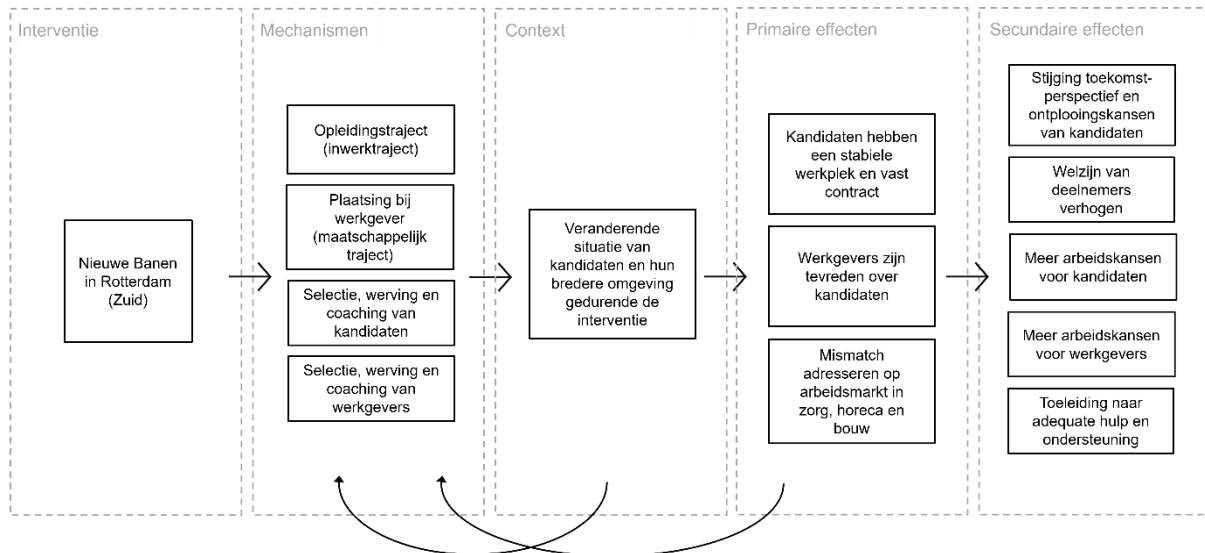 Interventie
Nieuwe Banen
in Rotterdam
(Zuid)
Mechanismen
Opleidingstraject
(inwerktraject)
Plaatsing bij
werkgever
(maatschappelijk
traject)
Selectie, werving en
coaching van
kandidaten
Selectie, werving en
coaching van
werkgevers
Context
Veranderende
situatie van
kandidaten en hun
bredere omgeving
gedurende de
interventie
Primaire effecten
Kandidaten hebben
een stabiele
werkplek en vast
contract
Werkgevers zijn
tevreden over
kandidaten
Mismatch
adresseren op
arbeidsmarkt in
zorg, horeca en
bouw
Secundaire effecten
Stijging toekomst-
perspectief en
ontplooingskansen
van kandidaten
Welzijn van
deelnemers
verhogen
Meer arbeidskansen
voor kandidaten
Meer arbeidskansen
voor werkgevers
Toeleiding naar
adequate hulp en
ondersteuning